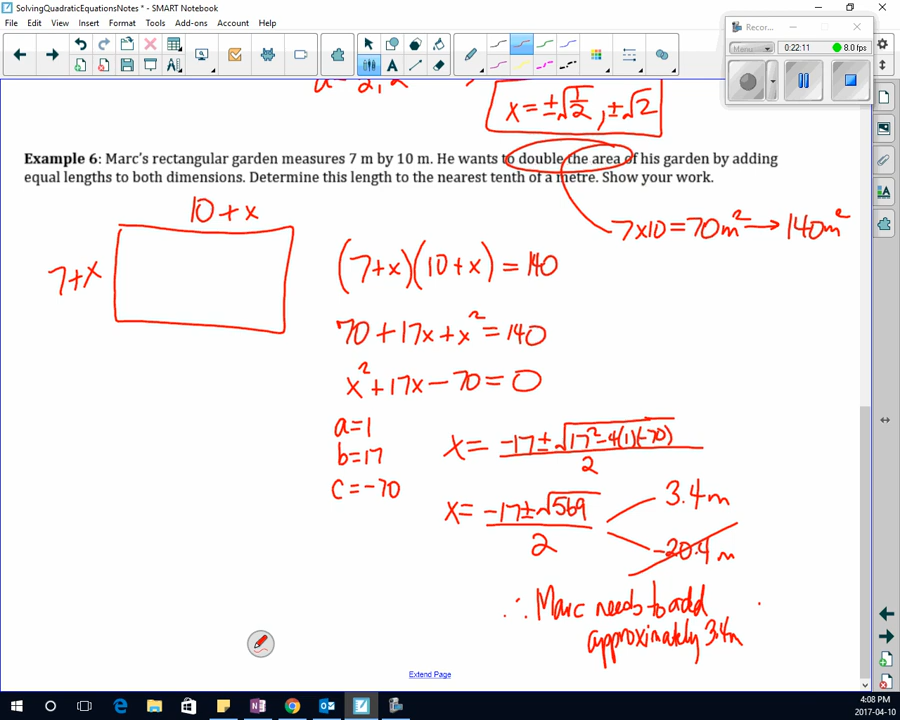 SolvingQuadraticEquationsNotes * - SMART Notebook
File Edit View Insert Format Tools Add-ons Account Help
Recor...
Menu
00:22:11
8.0 fps
x = ±√1/2 , ±√2
Example 6: Marc's rectangular garden measures 7 m by 10 m. He wants to double the area of his garden by adding
equal lengths to both dimensions. Determine this length to the nearest tenth of a metre. Show your work.
10 + x
7x10 = 70m² → 140m²
7+x
(7+x)(10+x) = 140
70 + 17x + x² = 140
x² + 17x - 70 = 0
a = 1
b = 17
c = -70
x = -17 ± √17² - 4(1)(-70)
2
x = -17 ± √569
2
3.4m
-20.4 m
∴ Marc needs to add
approximately 3.4m
Extend Page
4:08 PM
2017-04-10